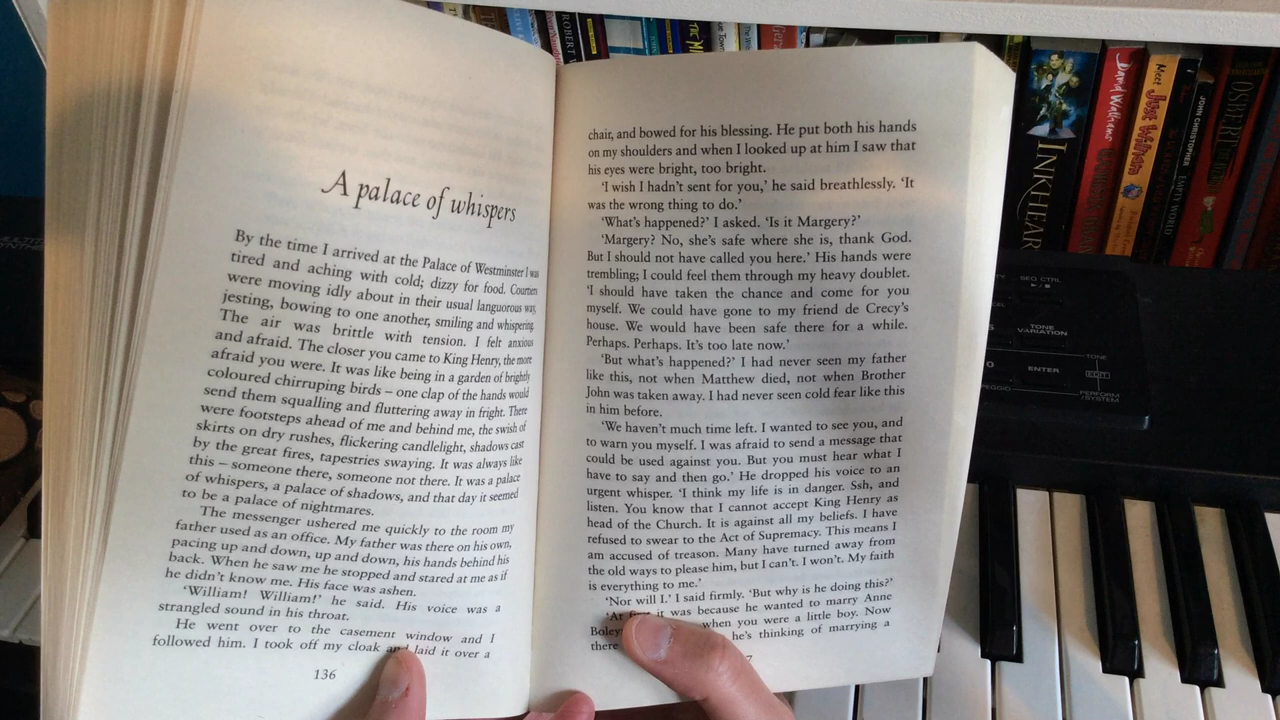 A palace of whispers
By the time I arrived at the Palace of Westminster I was
tired and aching with cold; dizzy for food. Courtiers
were moving idly about in their usual languorous way,
jesting, bowing to one another, smiling and whispering.
The air was brittle with tension. I felt anxious
and afraid. The closer you came to King Henry, the more
afraid you were. It was like being in a garden of brightly
coloured chirruping birds – one clap of the hands would
send them squalling and fluttering away in fright. There
were footsteps ahead of me and behind me, the swish of
skirts on dry rushes, flickering candlelight, shadows cast
by the great fires, tapestries swaying. It was always like
this – someone there, someone not there. It was a palace
of whispers, a palace of shadows, and that day it seemed
to be a palace of nightmares.
The messenger ushered me quickly to the room my
father used as an office. My father was there on his own,
pacing up and down, up and down, his hands behind his
back. When he saw me he stopped and stared at me as if
he didn't know me. His face was ashen.
'William! William!' he said. His voice was a
strangled sound in his throat.
He went over to the casement window and I
followed him. I took off my cloak and laid it over a
136
chair, and bowed for his blessing. He put both his hands
on my shoulders and when I looked up at him I saw that
his eyes were bright, too bright.
'I wish I hadn't sent for you,' he said breathlessly. 'It
was the wrong thing to do.'
'What's happened?' I asked. 'Is it Margery?'
'Margery? No, she's safe where she is, thank God.
But I should not have called you here.' His hands were
trembling; I could feel them through my heavy doublet.
'I should have taken the chance and come for you
myself. We could have gone to my friend de Crecy's
house. We would have been safe there for a while.
Perhaps. Perhaps. It's too late now.'
'But what's happened?' I had never seen my father
like this, not when Matthew died, not when Brother
John was taken away. I had never seen cold fear like this
in him before.
'We haven't much time left. I wanted to see you, and
to warn you myself. I was afraid to send a message that
could be used against you. But you must hear what I
have to say and then go.' He dropped his voice to an
urgent whisper. 'I think my life is in danger. Ssh, and
listen. You know that I cannot accept King Henry as
head of the Church. It is against all my beliefs. I have
refused to swear to the Act of Supremacy. This means I
am accused of treason. Many have turned away from
the old ways to please him, but I can't. I won't. My faith
is everything to me.'
'Nor will I.' I said firmly. 'But why is he doing this?'
'At first it was because he wanted to marry Anne
when you were a little boy. Now
there he's thinking of marrying a
7
ROBERT
INKHEAR
David Walliams
Meet
Just William
JOHN CHRISTOPHER
EMPTY WORLD
SEQ CTRL
TONE
VARIATION
ENTER
TONE
EDIT
PERFORM
/SYSTEM